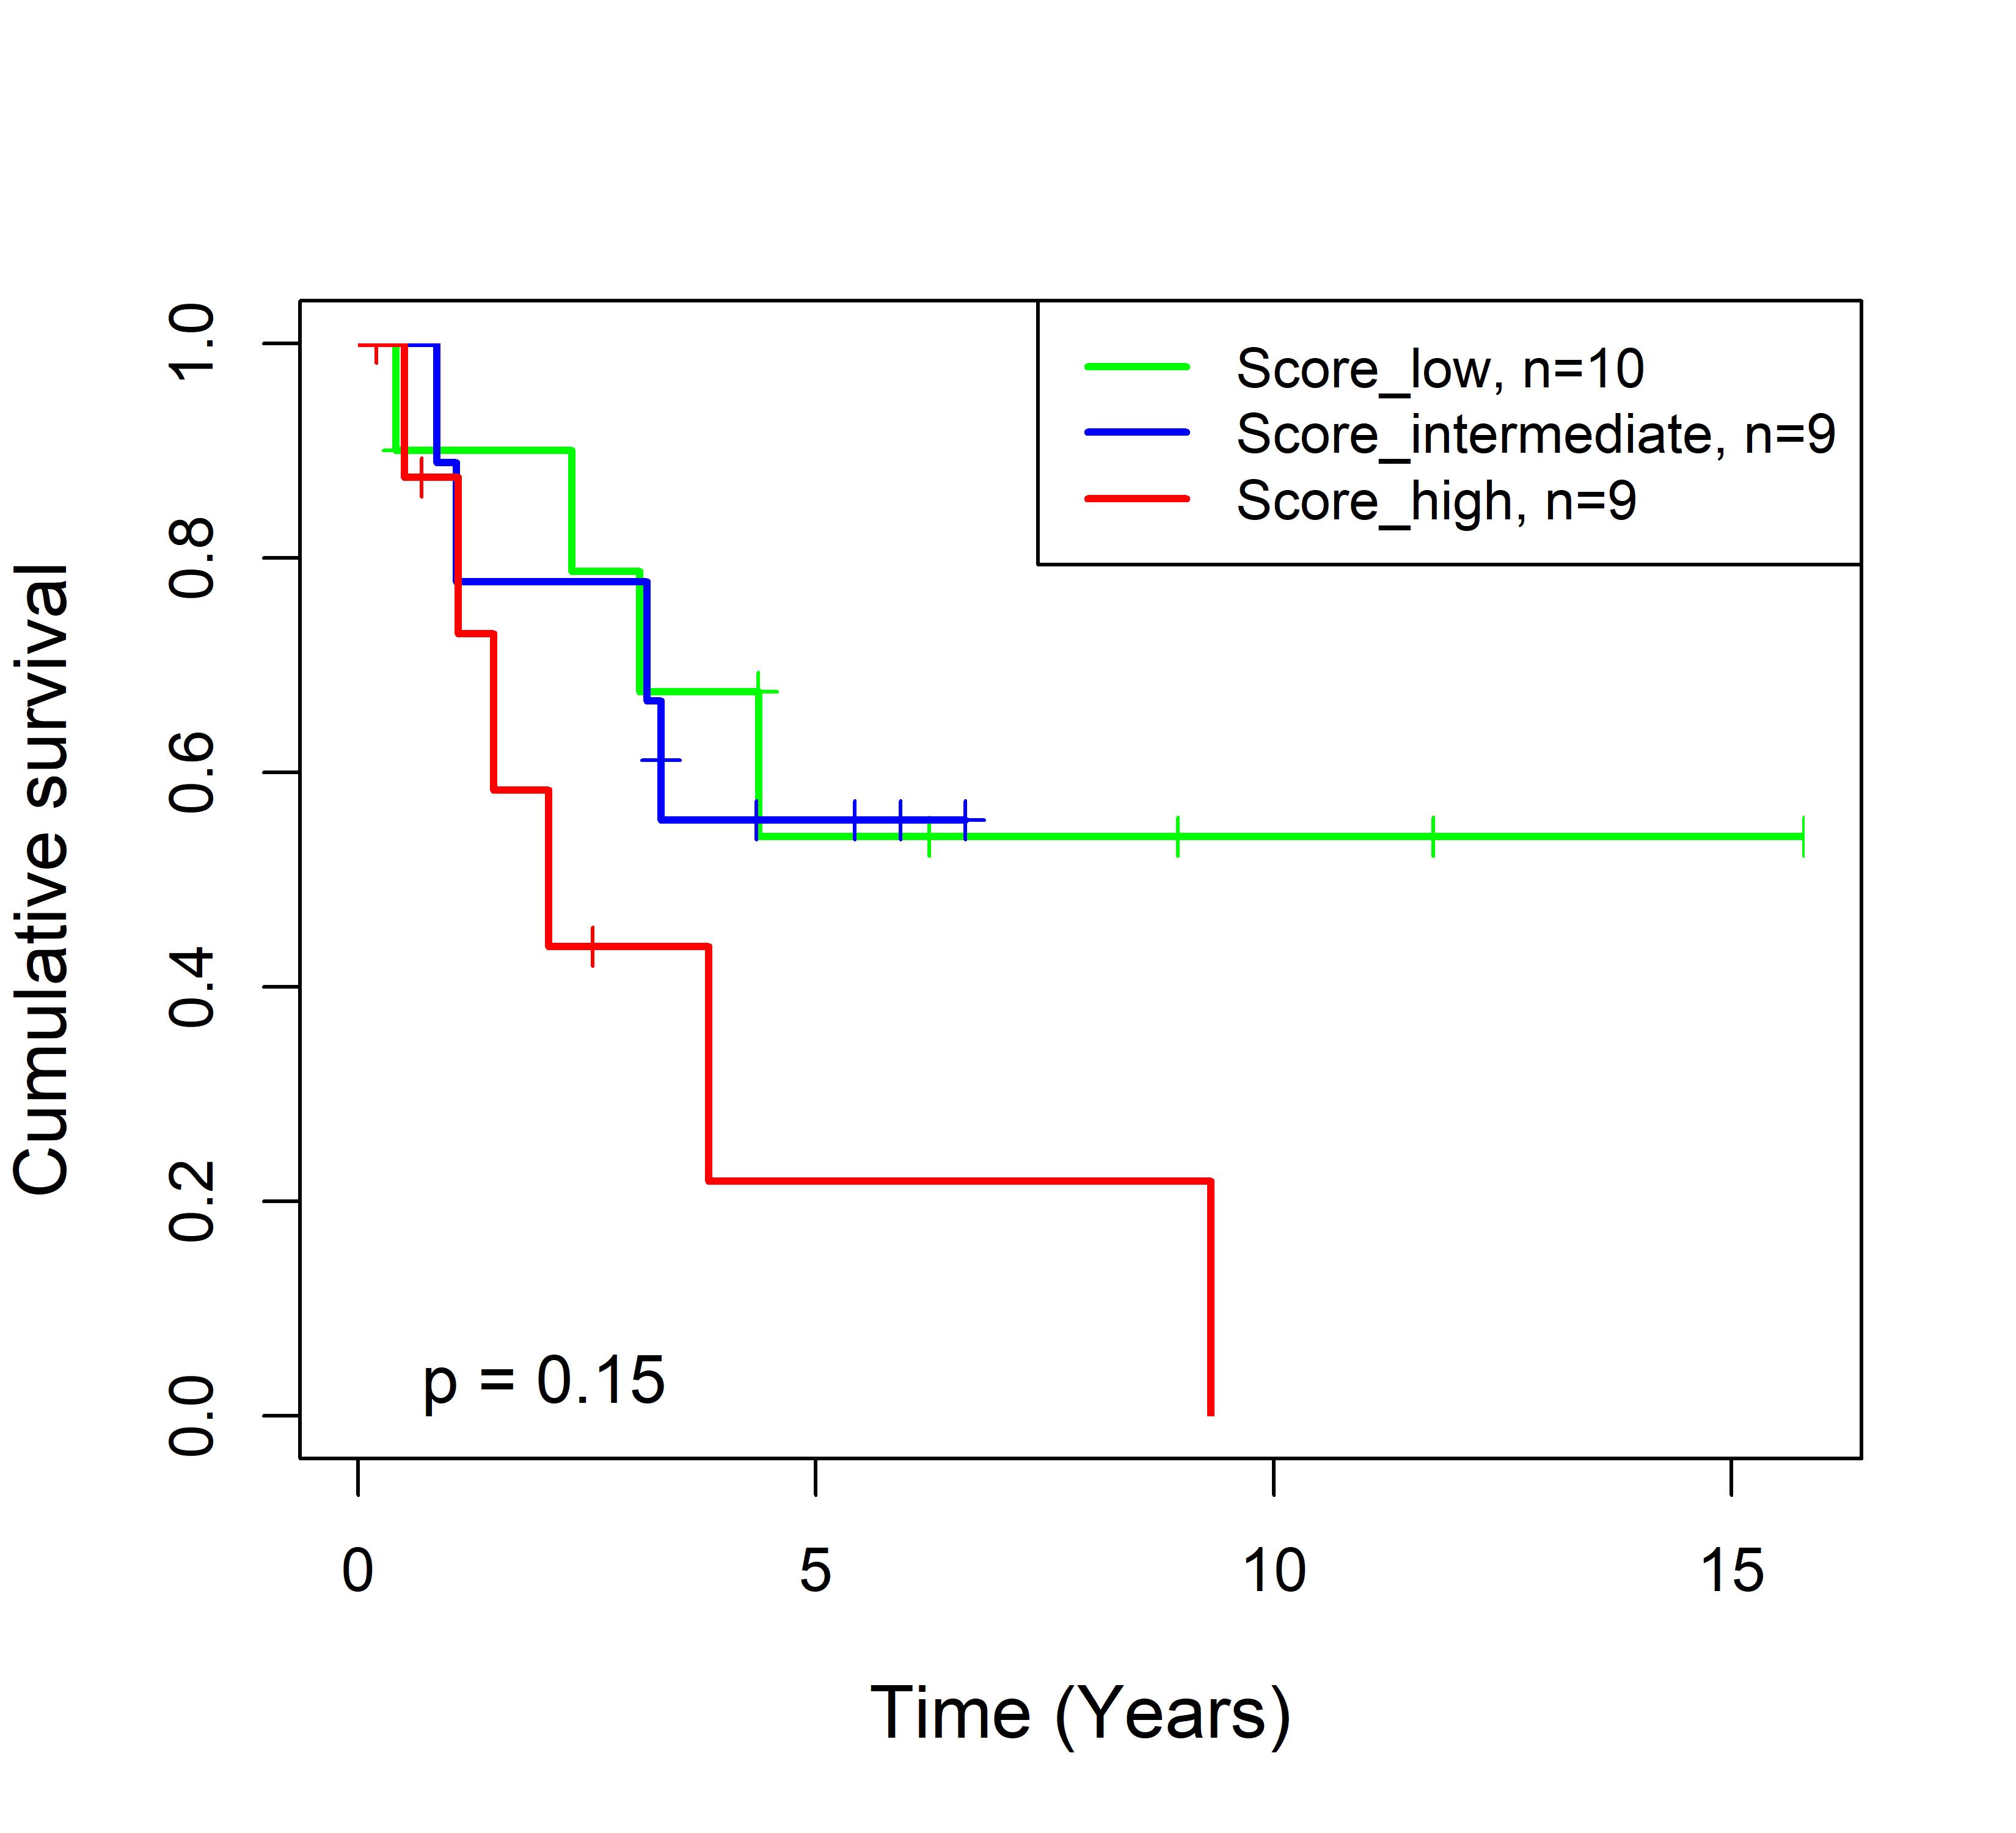 Score_low, n=10
Score_intermediate, n=9
Score_high, n=9
Cumulative survival
1.0
0.8
0.6
0.4
0.2
0.0
p = 0.15
0 5 10 15
Time (Years)